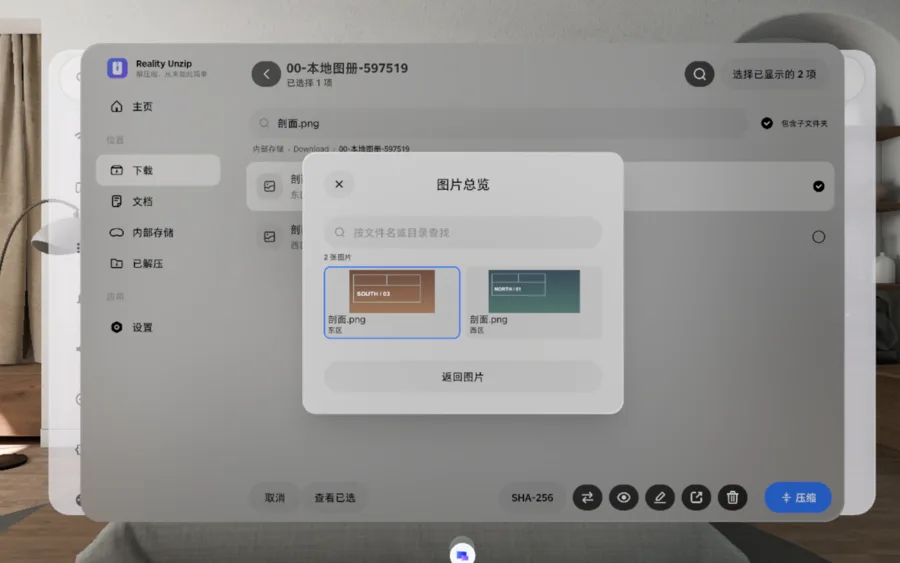 Reality Unzip
解压缩，从未如此简单
主页
位置
下载
文档
内部存储
已解压
应用
设置
00-本地图册-597519
已选择 1 项
选择已显示的 2 项
剖面.png
包含子文件夹
内部存储 › Download › 00-本地图册-597519
剖
东
剖
西
图片总览
按文件名或目录查找
2 张图片
SOUTH / 03
剖面.png
东区
NORTH / 01
剖面.png
西区
返回图片
取消
查看已选
SHA-256
压缩